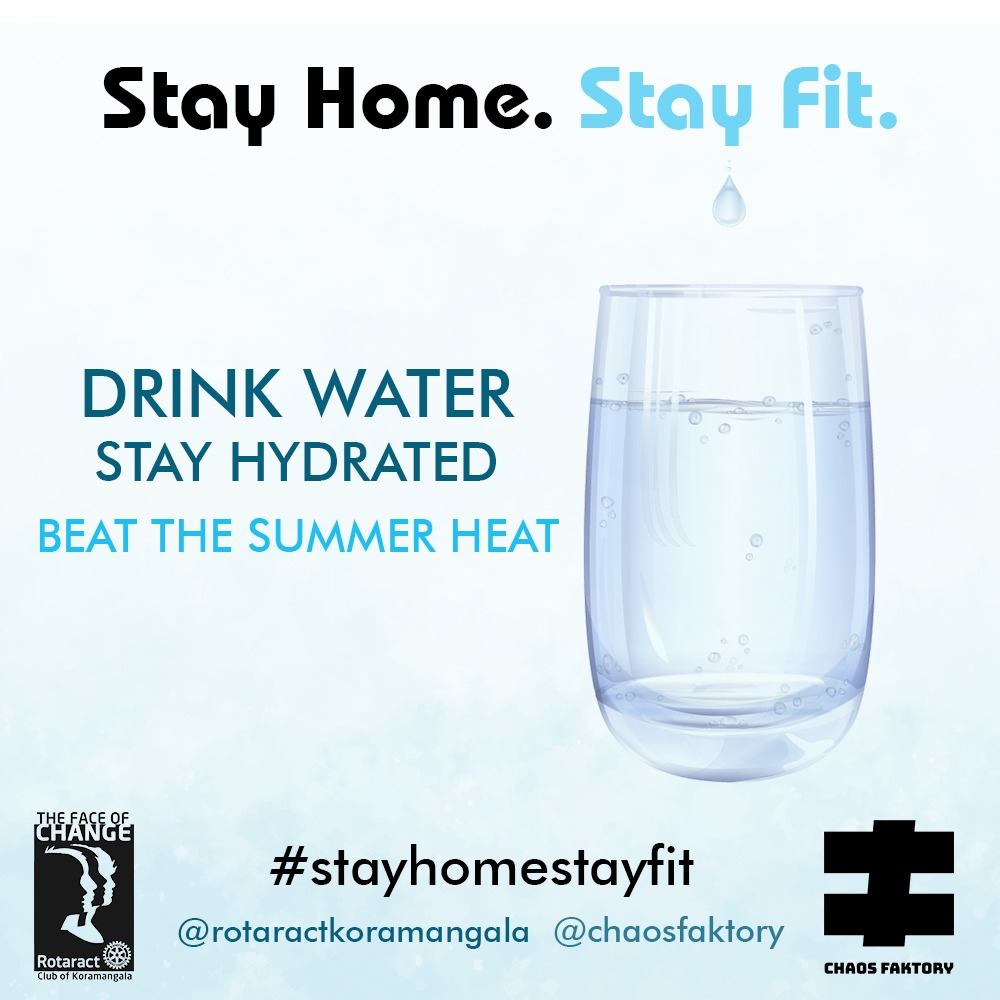 Stay Home. Stay Fit.
DRINK WATER
STAY HYDRATED
BEAT THE SUMMER HEAT
THE FACE OF
CHANGE
Rotaract
Club of Koramangala
#stayhomestayfit
@rotaractkoramangala @chaosfaktory
CHAOS FAKTORY